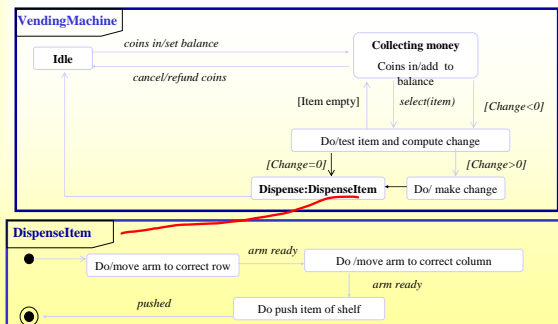 VendingMachine
coins in/set balance
Idle
Collecting money
Coins in/add to
balance
cancel/refund coins
[Item empty]
select(item)
[Change<0]
Do/test item and compute change
[Change=0]
[Change>0]
Dispense:DispenseItem
Do/ make change
DispenseItem
Do/move arm to correct row
arm ready
Do /move arm to correct column
arm ready
pushed
Do push item of shelf